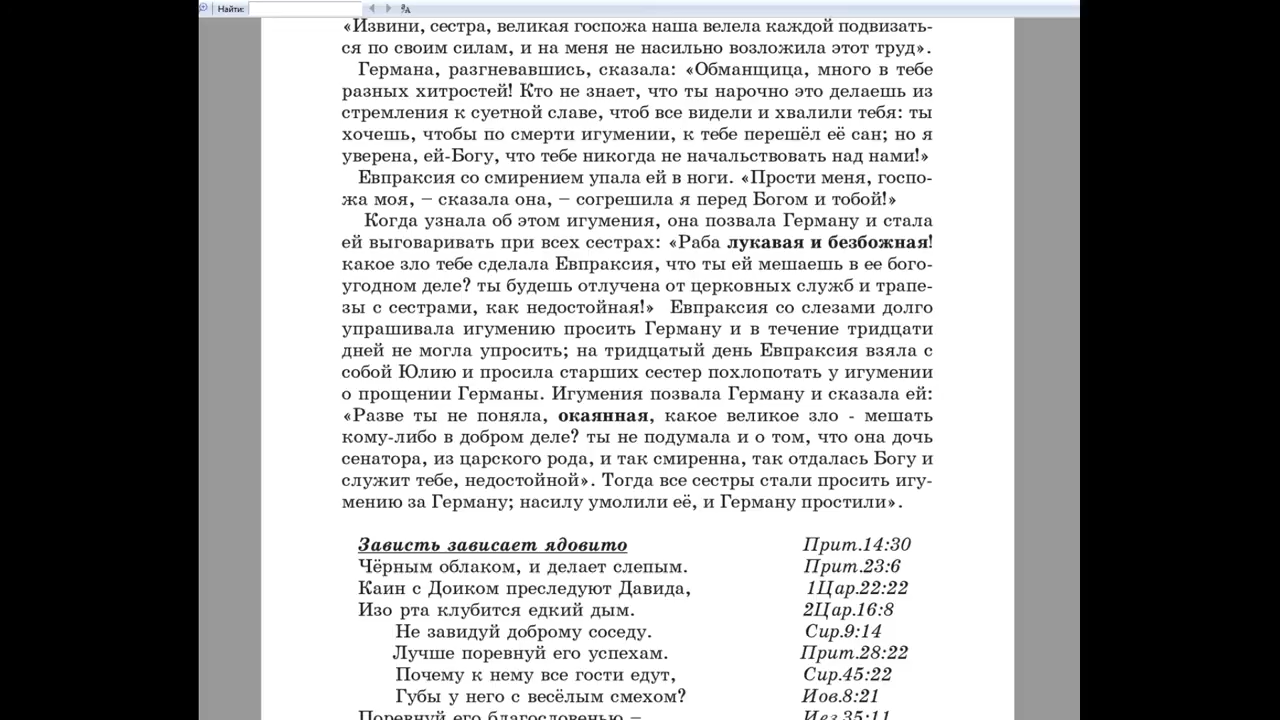 Найти:
«Извини, сестра, великая госпожа наша велела каждой подвизать-
ся по своим силам, и на меня не насильно возложила этот труд».
Германа, разгневавшись, сказала: «Обманщица, много в тебе
разных хитростей! Кто не знает, что ты нарочно это делаешь из
стремления к суетной славе, чтоб все видели и хвалили тебя: ты
хочешь, чтобы по смерти игумении, к тебе перешёл её сан; но я
уверена, ей-Богу, что тебе никогда не начальствовать над нами!»
Евпраксия со смирением упала ей в ноги. «Прости меня, госпо-
жа моя, – сказала она, – согрешила я перед Богом и тобой!»
Когда узнала об этом игумения, она позвала Герману и стала
ей выговаривать при всех сестрах: «Раба лукавая и безбожная!
какое зло тебе сделала Евпраксия, что ты ей мешаешь в ее бого-
угодном деле? ты будешь отлучена от церковных служб и трапе-
зы с сестрами, как недостойная!» Евпраксия со слезами долго
упрашивала игумению просить Герману и в течение тридцати
дней не могла упросить; на тридцатый день Евпраксия взяла с
собой Юлию и просила старших сестер похлопотать у игумении
о прощении Германы. Игумения позвала Герману и сказала ей:
«Разве ты не поняла, окаянная, какое великое зло - мешать
кому-либо в добром деле? ты не подумала и о том, что она дочь
сенатора, из царского рода, и так смиренна, так отдалась Богу и
служит тебе, недостойной». Тогда все сестры стали просить игу-
мению за Герману; насилу умолили её, и Герману простили».
Зависть зависает ядовито Прит.14:30
Чёрным облаком, и делает слепым. Прит.23:6
Каин с Доиком преследуют Давида, 1Цар.22:22
Изо рта клубится едкий дым. 2Цар.16:8
Не завидуй доброму соседу. Сир.9:14
Лучше поревнуй его успехам. Прит.28:22
Почему к нему все гости едут, Сир.45:22
Губы у него с весёлым смехом? Иов.8:21
Поревнуй его благословенью – Иез.35:11